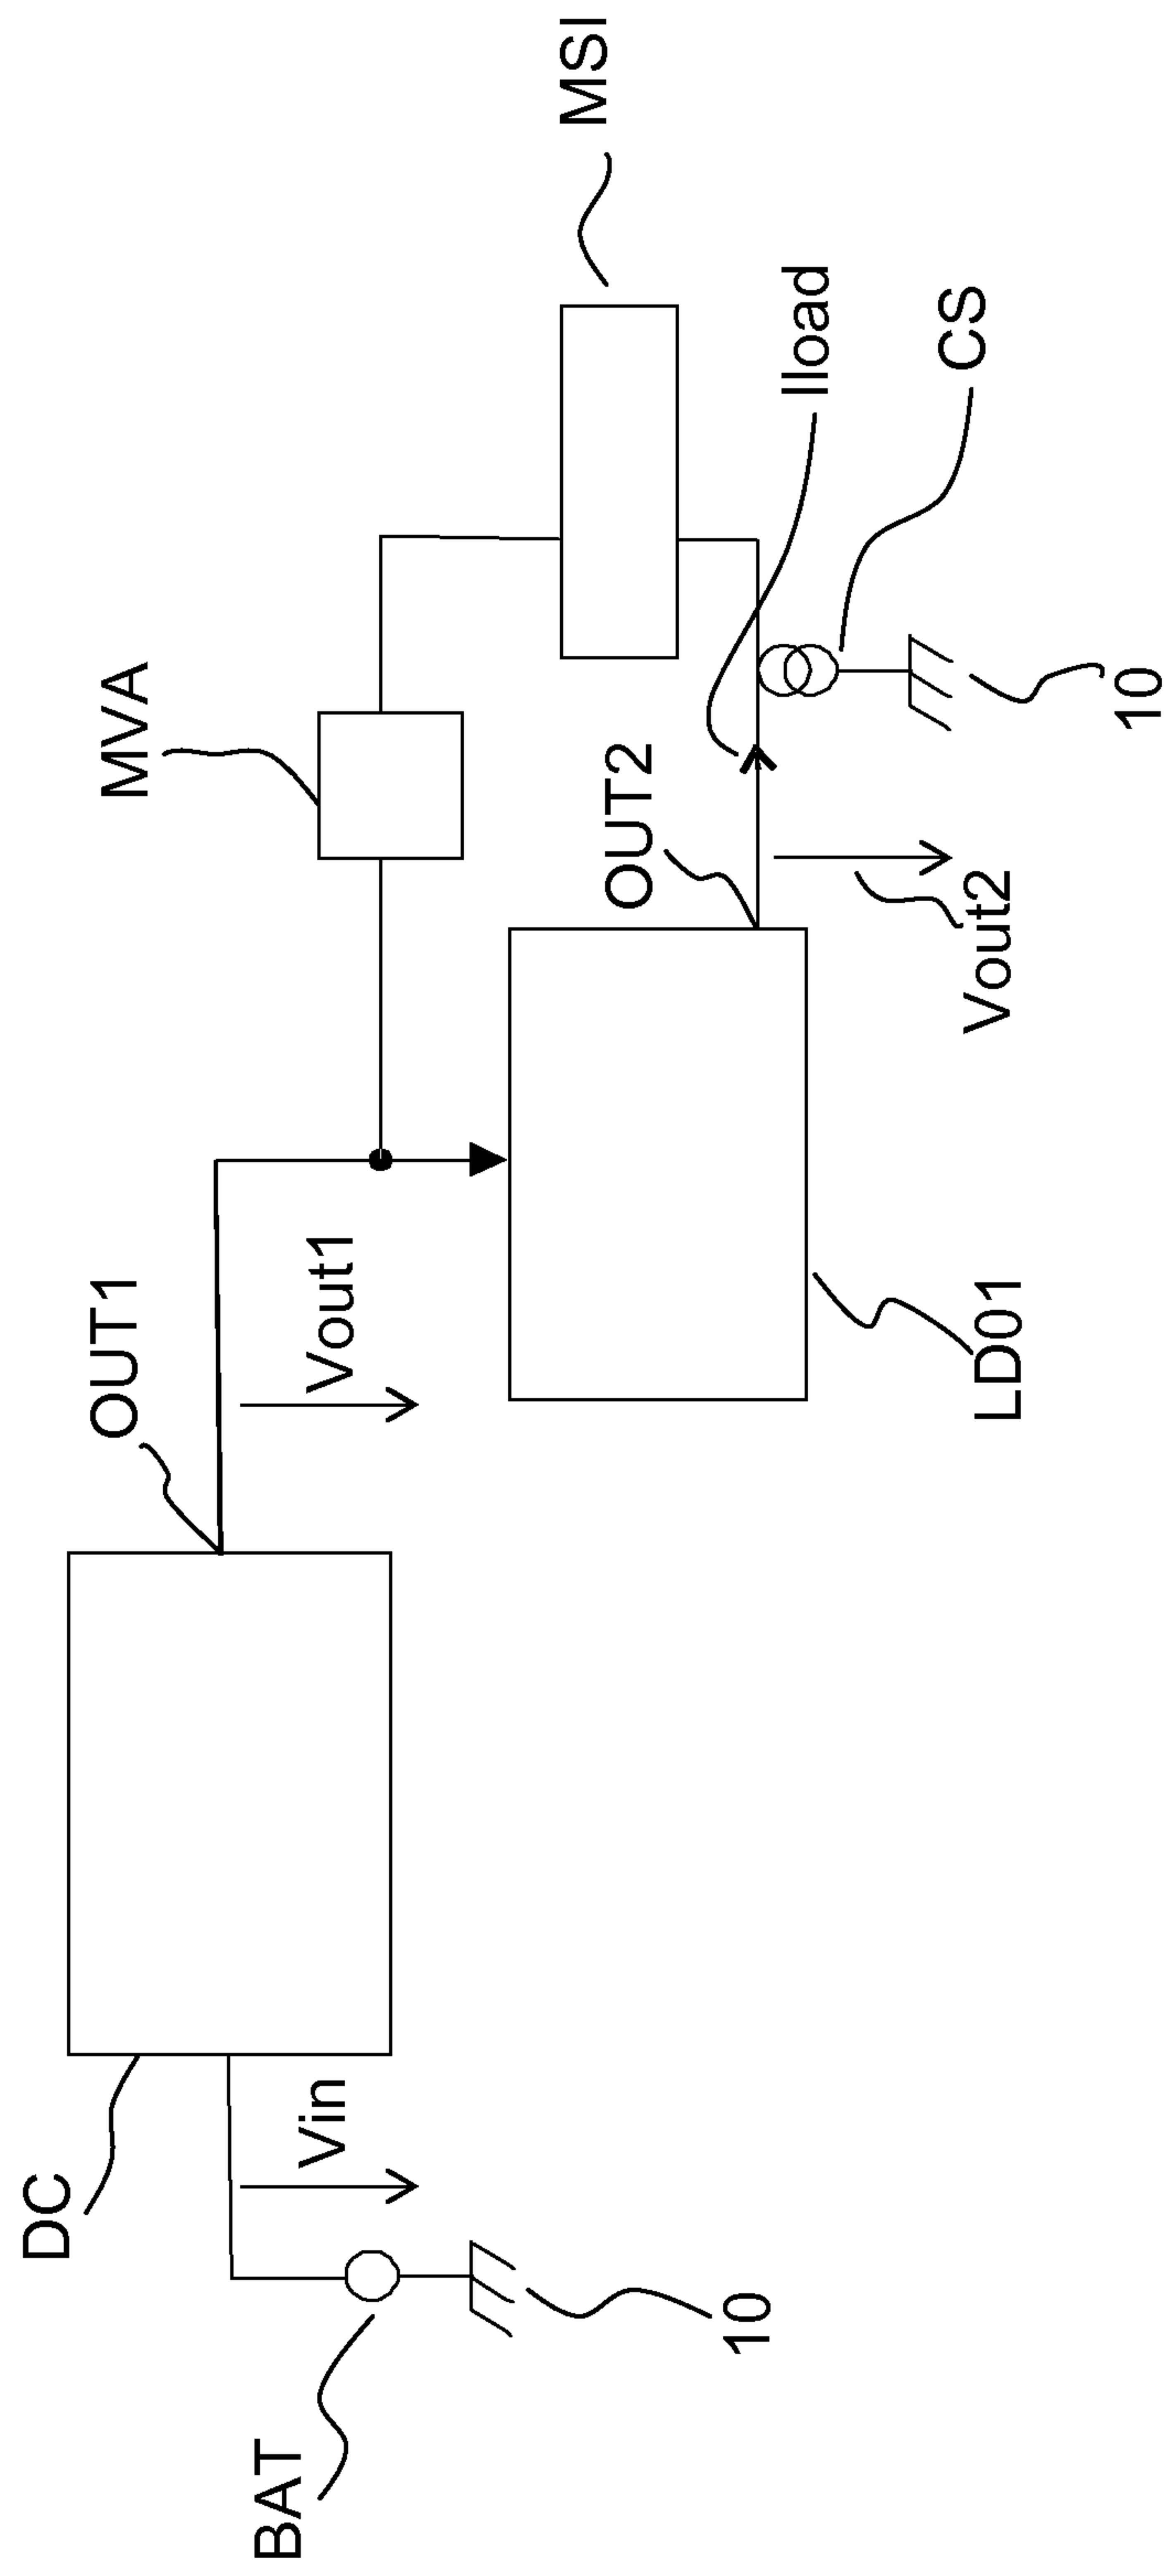 DC
BAT
Vin
10
OUT1
Vout1
MVA
LD01
OUT2
Vout2
MSI
Iload
CS
10